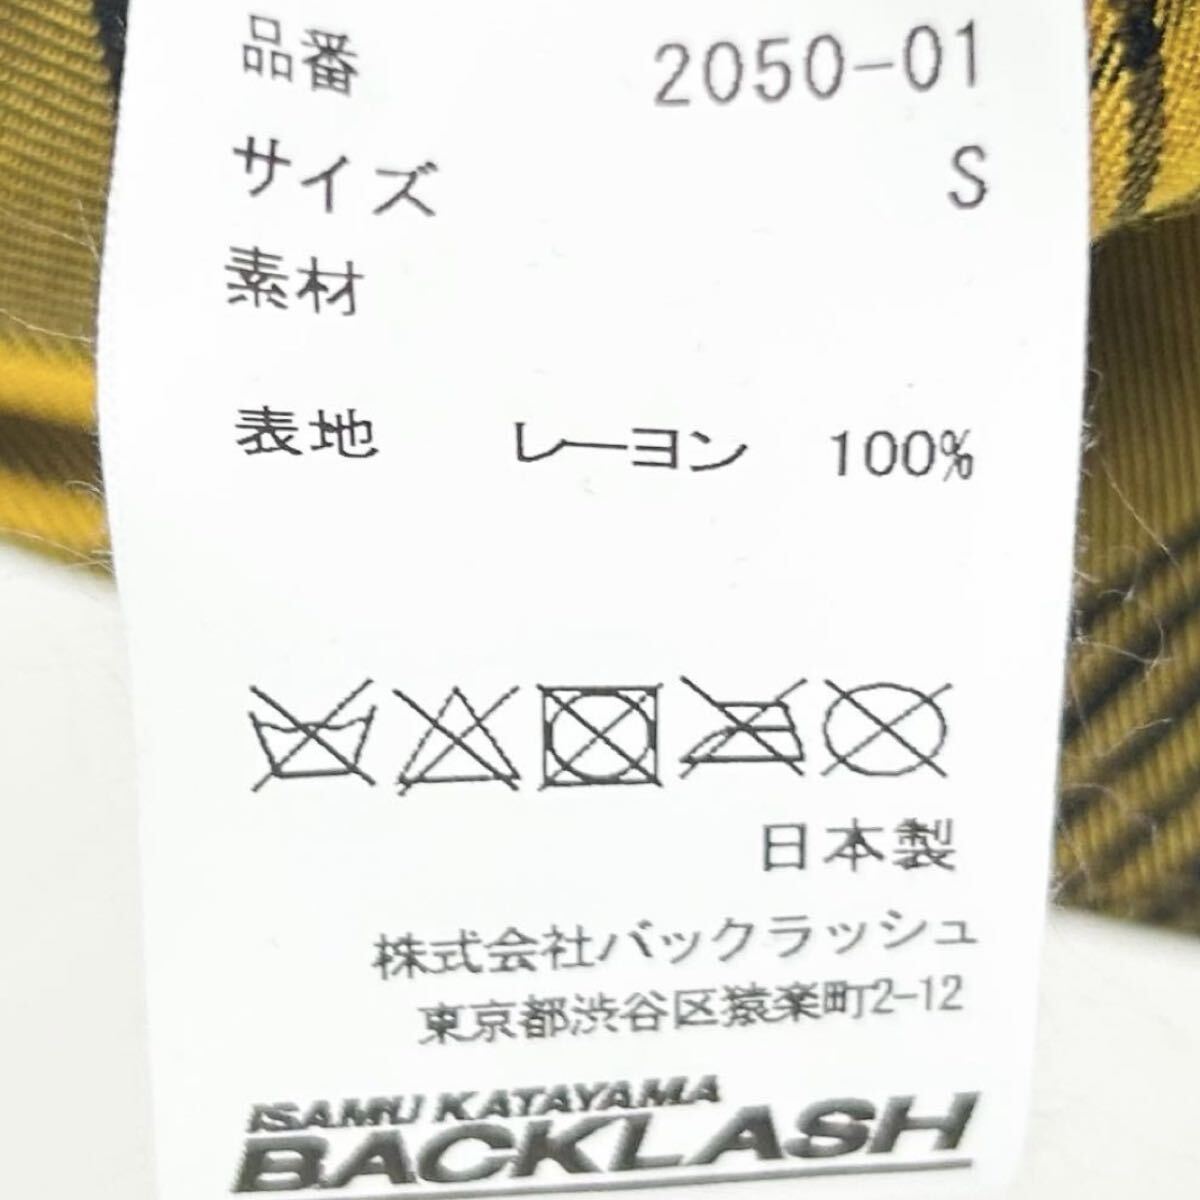 品番 2050-01
サイズ S
素材
表地 レーヨン 100%
日本製
株式会社バックラッシュ
東京都渋谷区猿楽町2-12
ISAMU KATAYAMA
BACKLASH